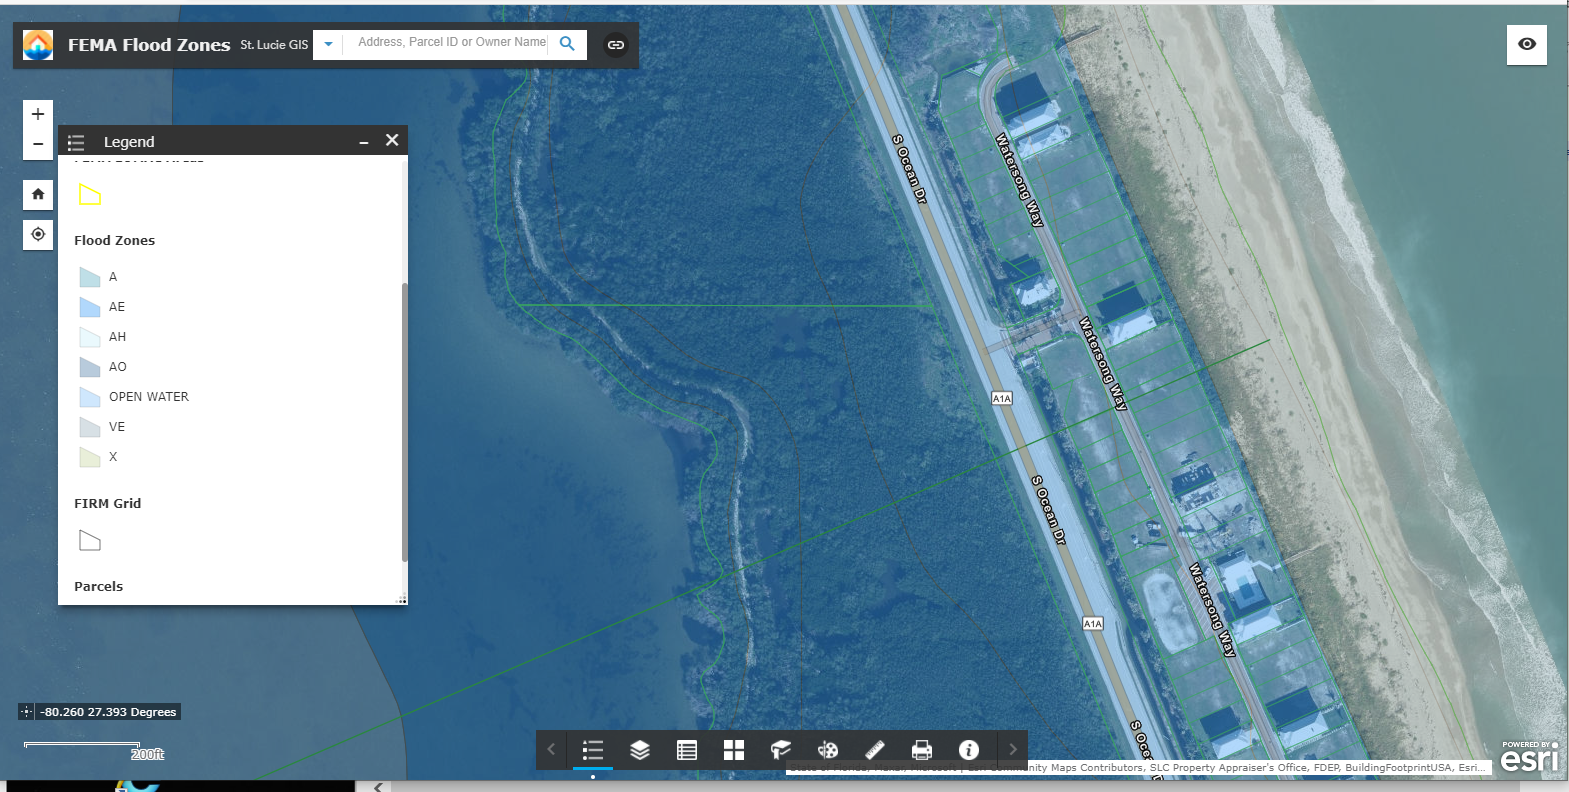 FEMA Flood Zones
St. Lucie GIS
Address, Parcel ID or Owner Name
+
−
Legend
Flood Zones
A
AE
AH
AO
OPEN WATER
VE
X
FIRM Grid
Parcels
S Ocean Dr
Watersong Way
Watersong Way
A1A
S Ocean Dr
Watersong Way
A1A
S Ocean D
-80.260 27.393 Degrees
200ft
Community Maps Contributors, SLC Property Appraiser's Office, FDEP, BuildingFootprintUSA, Esri...
POWERED BY
esri